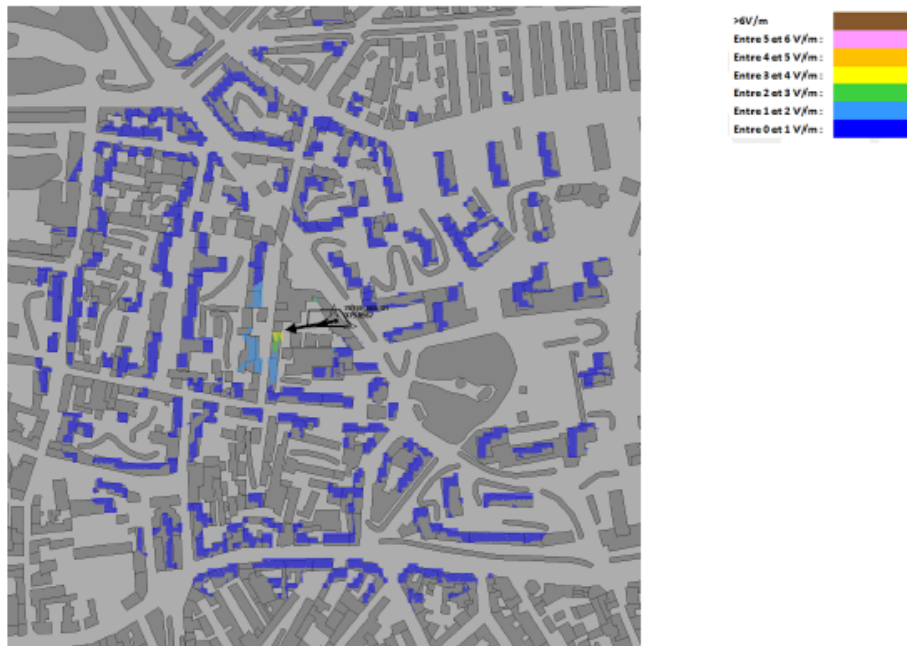 >6V/m
Entre 5 et 6 V/m :
Entre 4 et 5 V/m :
Entre 3 et 4 V/m :
Entre 2 et 3 V/m :
Entre 1 et 2 V/m :
Entre 0 et 1 V/m :